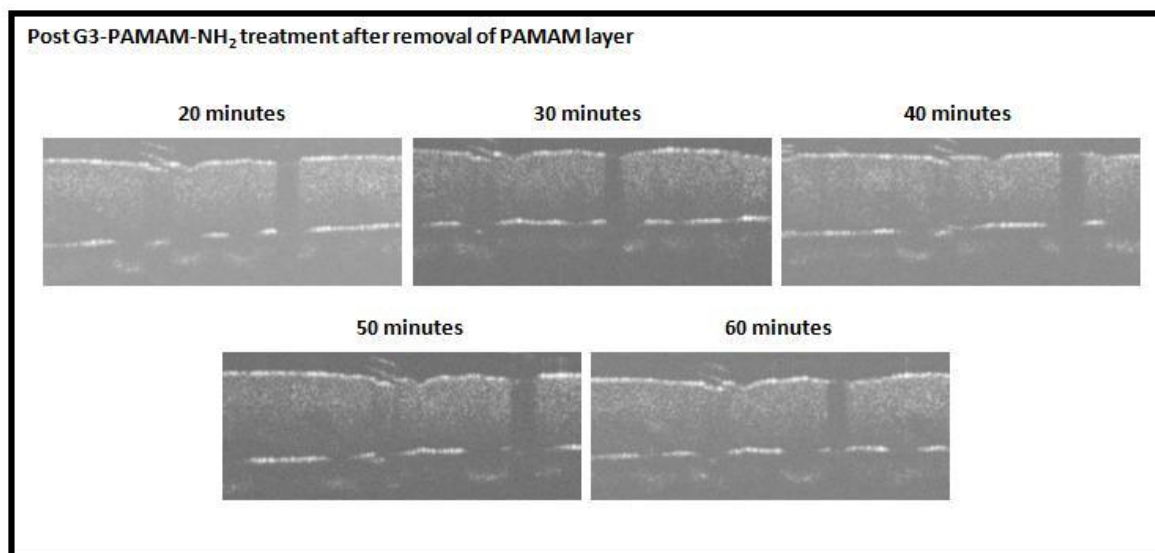 Post G3-PAMAM-NH₂ treatment after removal of PAMAM layer
20 minutes
30 minutes
40 minutes
50 minutes
60 minutes